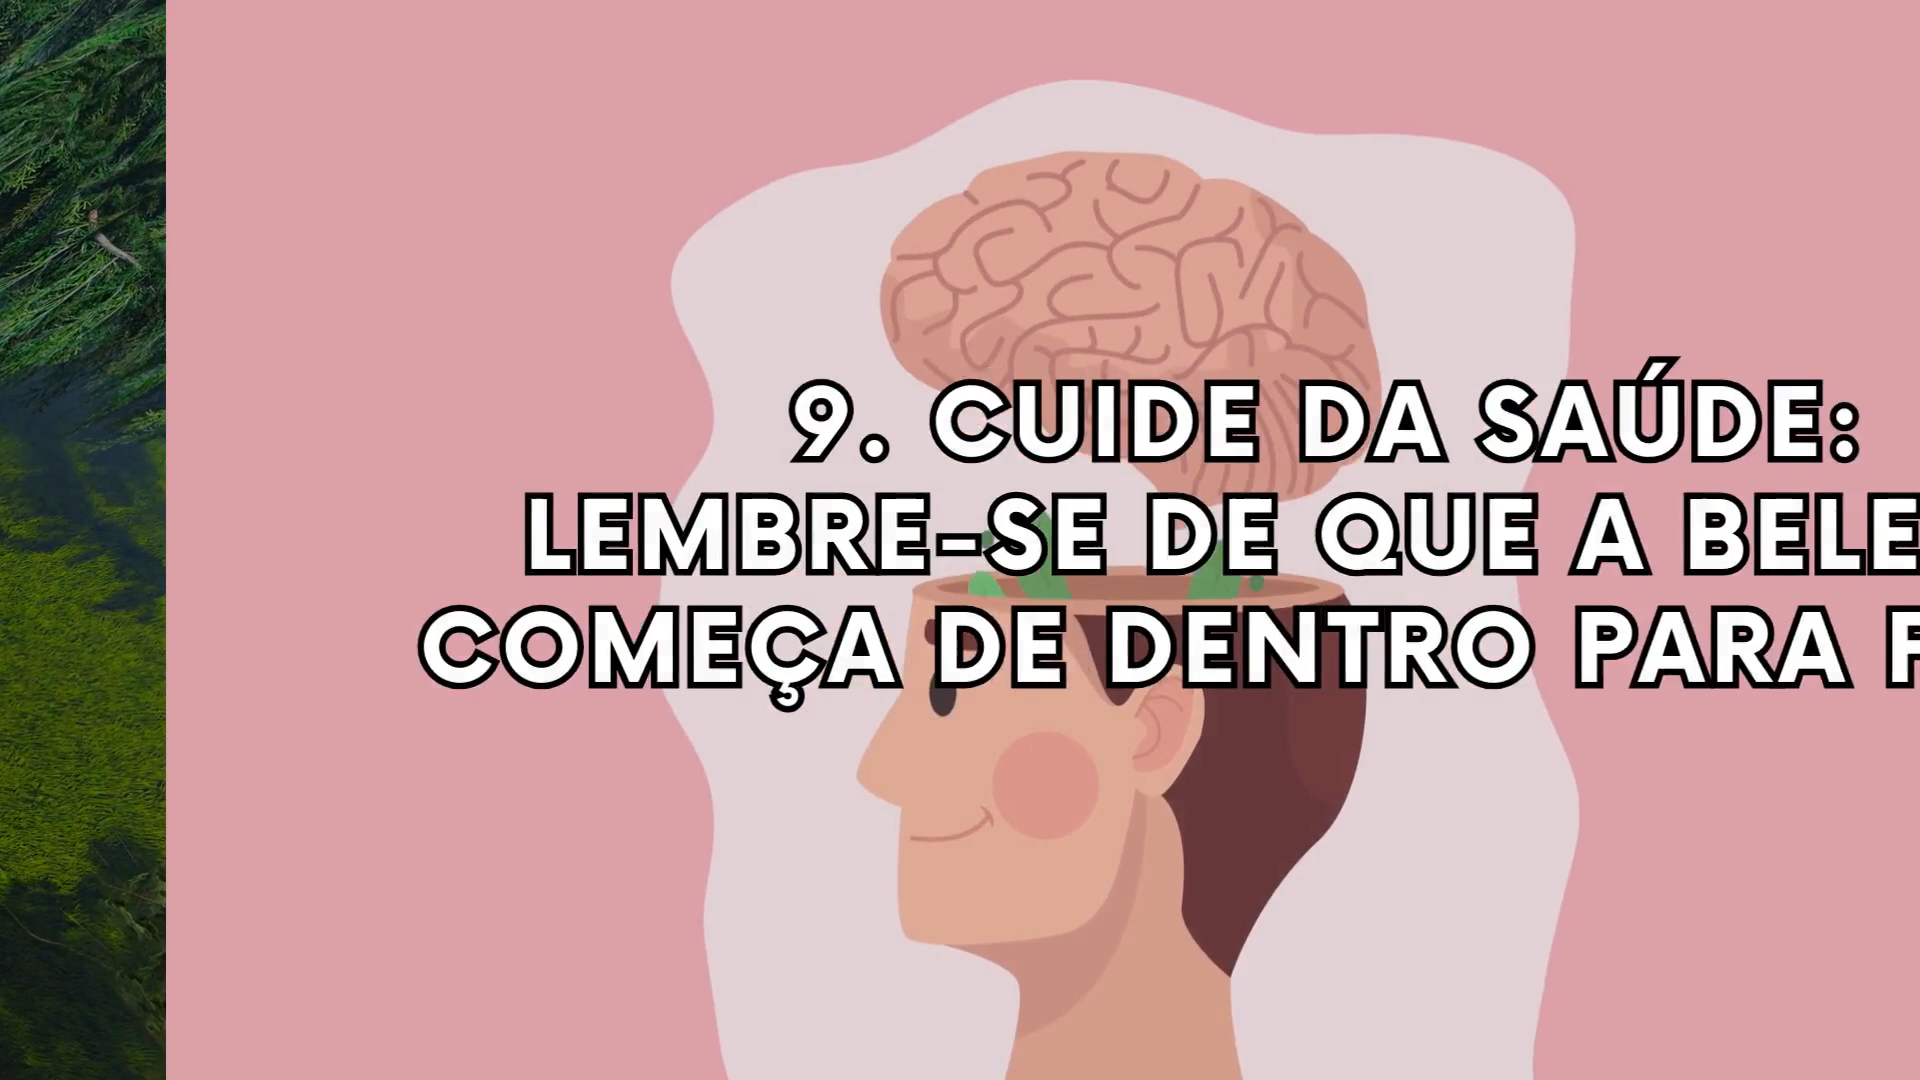 9. CUIDE DA SAÚDE:
LEMBRE-SE DE QUE A BELE
COMEÇA DE DENTRO PARA F